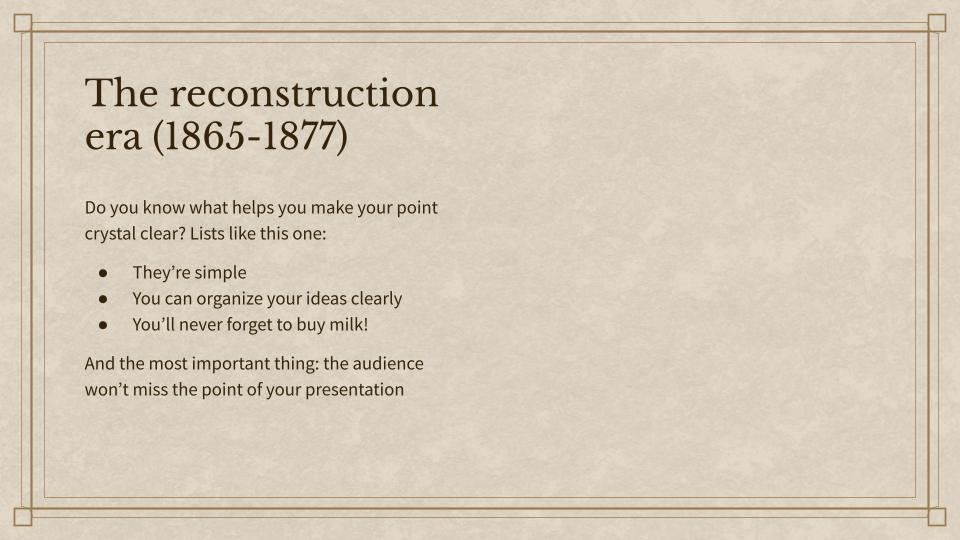 The reconstruction
era (1865-1877)
Do you know what helps you make your point
crystal clear? Lists like this one:
● They’re simple
● You can organize your ideas clearly
● You’ll never forget to buy milk!
And the most important thing: the audience
won’t miss the point of your presentation